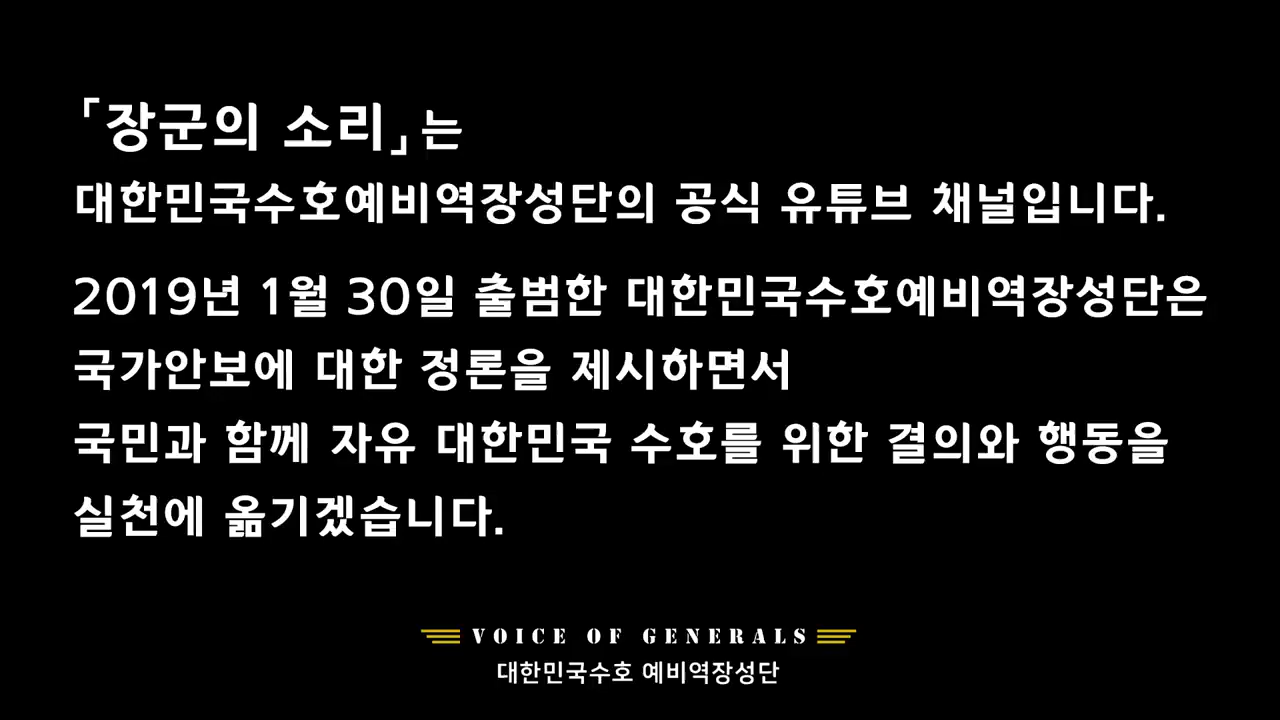 「장군의 소리」는
대한민국수호예비역장성단의 공식 유튜브 채널입니다.
2019년 1월 30일 출범한 대한민국수호예비역장성단은
국가안보에 대한 정론을 제시하면서
국민과 함께 자유 대한민국 수호를 위한 결의와 행동을
실천에 옮기겠습니다.
VOICE OF GENERALS
대한민국수호 예비역장성단